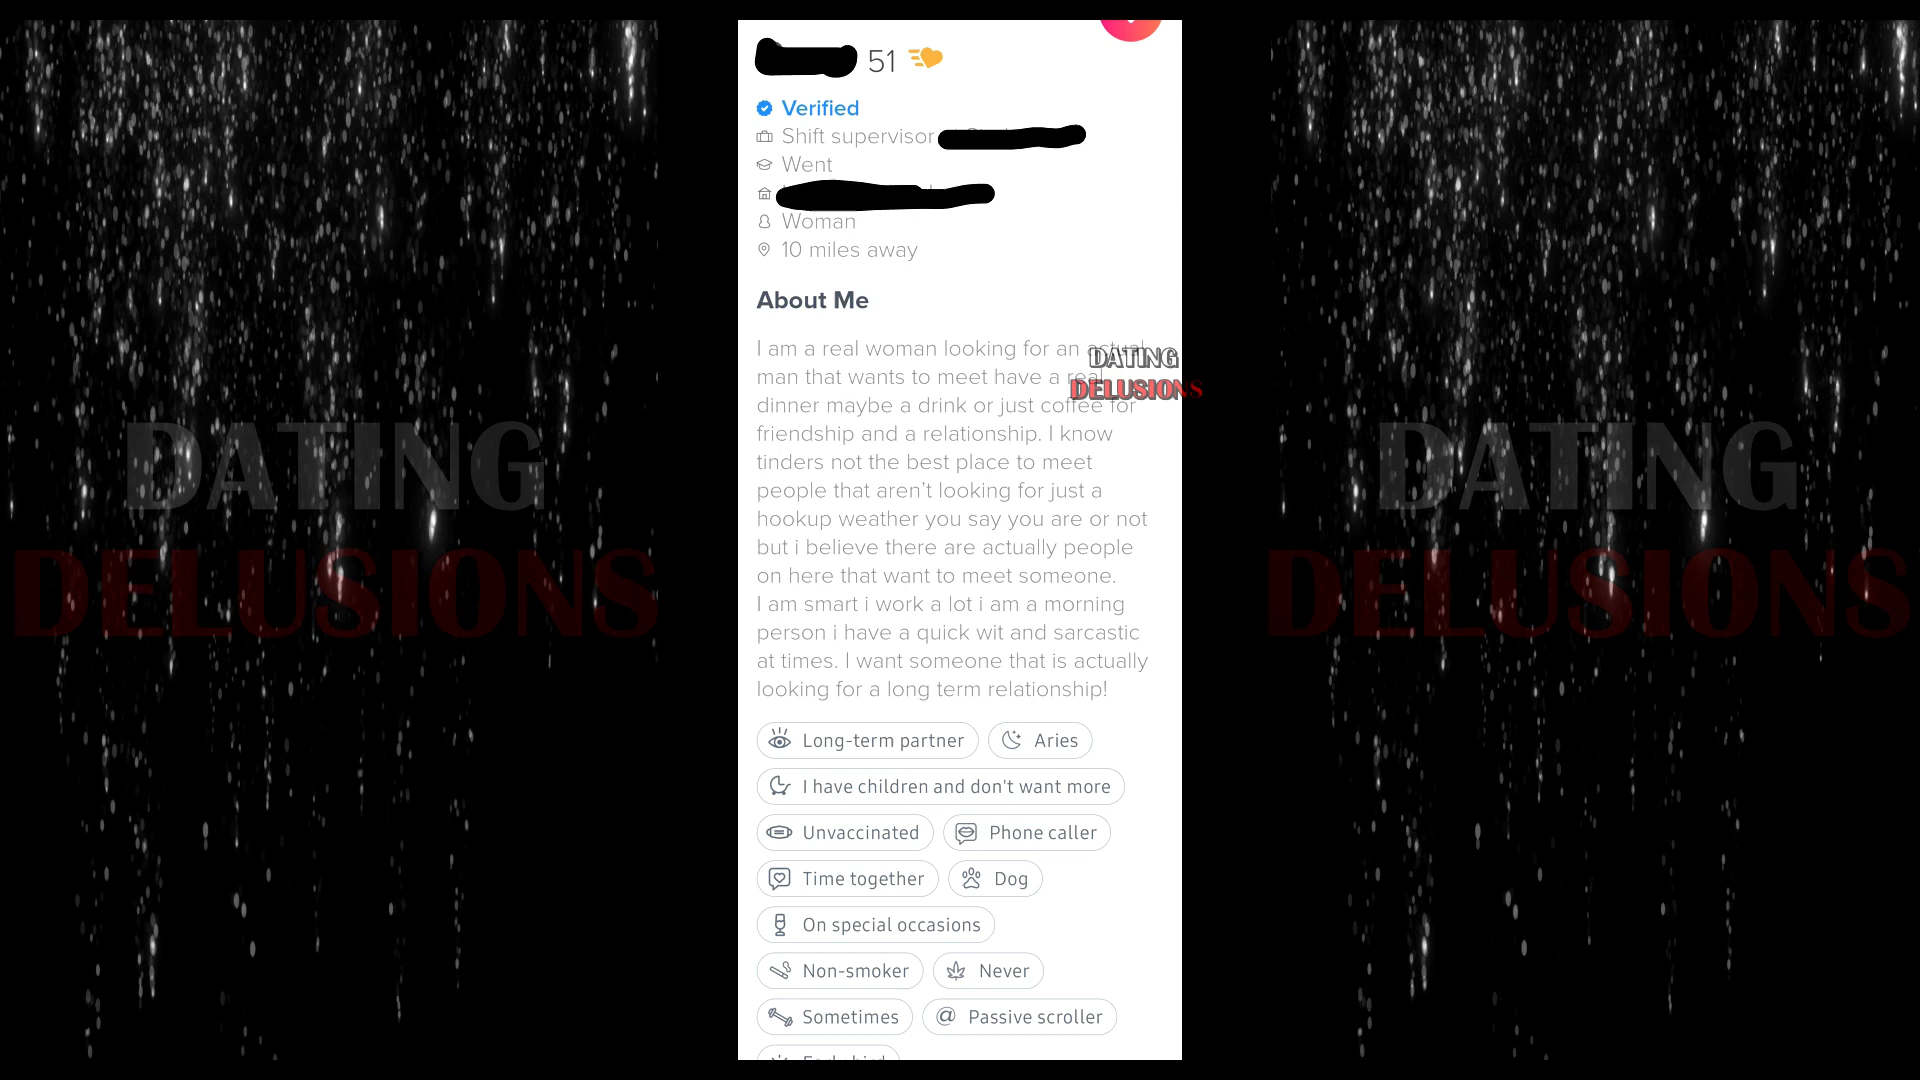 51
Verified
Shift supervisor
Went
Woman
10 miles away
About Me
I am a real woman looking for an actual
man that wants to meet have a real
dinner maybe a drink or just coffee for
friendship and a relationship. I know
tinders not the best place to meet
people that aren't looking for just a
hookup weather you say you are or not
but i believe there are actually people
on here that want to meet someone.
I am smart i work a lot i am a morning
person i have a quick wit and sarcastic
at times. I want someone that is actually
looking for a long term relationship!
Long-term partner Aries
I have children and don't want more
Unvaccinated Phone caller
Time together Dog
On special occasions
Non-smoker Never
Sometimes Passive scroller
DATING
DELUSIONS
DATING
DELUSIONS
DATING
DELUSIONS